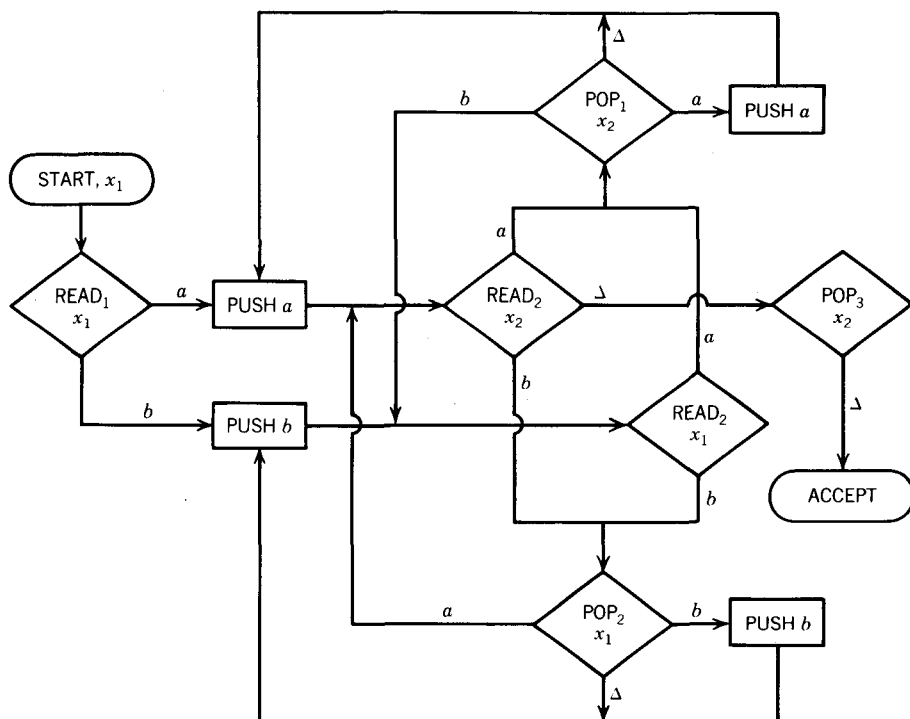 Δ
b
POP₁
x₂
a
PUSH a
START, x₁
a
READ₁
x₁
a
PUSH a
READ₂
x₂
Δ
POP₃
x₂
a
b
b
PUSH b
READ₂
x₁
Δ
b
ACCEPT
a
POP₂
x₁
b
PUSH b
Δ